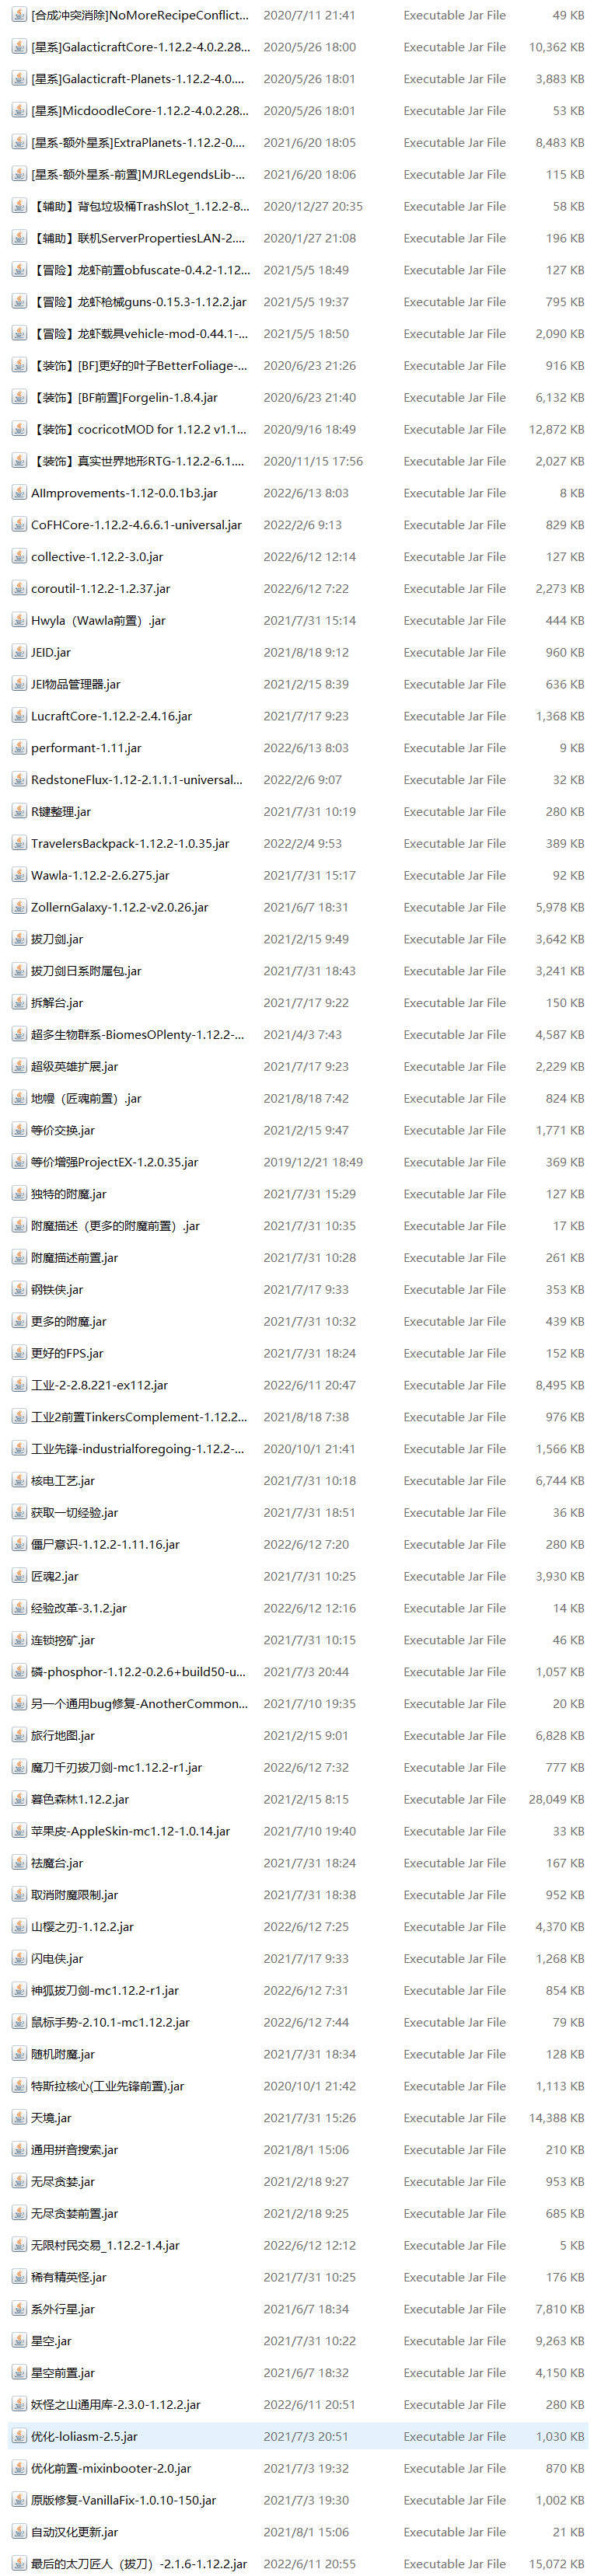 [合成冲突消除]NoMoreRecipeConflict... 2020/7/11 21:41 Executable Jar File 49 KB
[星系]GalacticraftCore-1.12.2-4.0.2.28... 2020/5/26 18:00 Executable Jar File 10,362 KB
[星系]Galacticraft-Planets-1.12.2-4.0.... 2020/5/26 18:01 Executable Jar File 3,883 KB
[星系]MicdoodleCore-1.12.2-4.0.2.28... 2020/5/26 18:01 Executable Jar File 53 KB
[星系-额外星系]ExtraPlanets-1.12.2-0.... 2021/6/20 18:05 Executable Jar File 8,483 KB
[星系-额外星系-前置]MJRLegendsLib-... 2021/6/20 18:06 Executable Jar File 115 KB
【辅助】背包垃圾桶TrashSlot_1.12.2-8... 2020/12/27 20:35 Executable Jar File 58 KB
【辅助】联机ServerPropertiesLAN-2.... 2020/1/27 21:08 Executable Jar File 196 KB
【冒险】龙虾前置obfuscate-0.4.2-1.12... 2021/5/5 18:49 Executable Jar File 127 KB
【冒险】龙虾枪械guns-0.15.3-1.12.2.jar 2021/5/5 19:37 Executable Jar File 795 KB
【冒险】龙虾载具vehicle-mod-0.44.1-... 2021/5/5 18:50 Executable Jar File 2,090 KB
【装饰】[BF]更好的叶子BetterFoliage-... 2020/6/23 21:26 Executable Jar File 916 KB
【装饰】[BF前置]Forgelin-1.8.4.jar 2020/6/23 21:40 Executable Jar File 6,132 KB
【装饰】cocricotMOD for 1.12.2 v1.1... 2020/9/16 18:49 Executable Jar File 12,872 KB
【装饰】真实世界地形RTG-1.12.2-6.1.... 2020/11/15 17:56 Executable Jar File 2,027 KB
AIImprovements-1.12-0.0.1b3.jar 2022/6/13 8:03 Executable Jar File 8 KB
CoFHCore-1.12.2-4.6.6.1-universal.jar 2022/2/6 9:13 Executable Jar File 829 KB
collective-1.12.2-3.0.jar 2022/6/12 12:14 Executable Jar File 127 KB
coroutil-1.12.2-1.2.37.jar 2022/6/12 7:22 Executable Jar File 2,273 KB
Hwyla（Wawla前置）.jar 2021/7/31 15:14 Executable Jar File 444 KB
JEID.jar 2021/8/18 9:12 Executable Jar File 960 KB
JEI物品管理器.jar 2021/2/15 8:39 Executable Jar File 636 KB
LucraftCore-1.12.2-2.4.16.jar 2021/7/17 9:23 Executable Jar File 1,368 KB
performant-1.11.jar 2022/6/13 8:03 Executable Jar File 9 KB
RedstoneFlux-1.12-2.1.1.1-universal... 2022/2/6 9:07 Executable Jar File 32 KB
R键整理.jar 2021/7/31 10:19 Executable Jar File 280 KB
TravelersBackpack-1.12.2-1.0.35.jar 2022/2/4 9:53 Executable Jar File 389 KB
Wawla-1.12.2-2.6.275.jar 2021/7/31 15:17 Executable Jar File 92 KB
ZollernGalaxy-1.12.2-v2.0.26.jar 2021/6/7 18:31 Executable Jar File 5,978 KB
拔刀剑.jar 2021/2/15 9:49 Executable Jar File 3,642 KB
拔刀剑日系附属包.jar 2021/7/31 18:43 Executable Jar File 3,241 KB
拆解台.jar 2021/7/17 9:22 Executable Jar File 150 KB
超多生物群系-BiomesOPlenty-1.12.2-... 2021/4/3 7:43 Executable Jar File 4,587 KB
超级英雄扩展.jar 2021/7/17 9:23 Executable Jar File 2,229 KB
地幔（匠魂前置）.jar 2021/8/18 7:42 Executable Jar File 824 KB
等价交换.jar 2021/2/15 9:47 Executable Jar File 1,771 KB
等价增强ProjectEX-1.2.0.35.jar 2019/12/21 18:49 Executable Jar File 369 KB
独特的附魔.jar 2021/7/31 15:29 Executable Jar File 127 KB
附魔描述（更多的附魔前置）.jar 2021/7/31 10:35 Executable Jar File 17 KB
附魔描述前置.jar 2021/7/31 10:28 Executable Jar File 261 KB
钢铁侠.jar 2021/7/17 9:33 Executable Jar File 353 KB
更多的附魔.jar 2021/7/31 10:32 Executable Jar File 439 KB
更好的FPS.jar 2021/7/31 18:24 Executable Jar File 152 KB
工业-2-2.8.221-ex112.jar 2022/6/11 20:47 Executable Jar File 8,495 KB
工业2前置TinkersComplement-1.12.2... 2021/8/18 7:38 Executable Jar File 976 KB
工业先锋-industrialforegoing-1.12.2-... 2020/10/1 21:41 Executable Jar File 1,566 KB
核电工艺.jar 2021/7/31 10:18 Executable Jar File 6,744 KB
获取一切经验.jar 2021/7/31 18:51 Executable Jar File 36 KB
僵尸意识-1.12.2-1.11.16.jar 2022/6/12 7:20 Executable Jar File 280 KB
匠魂2.jar 2021/7/31 10:25 Executable Jar File 3,930 KB
经验改革-3.1.2.jar 2022/6/12 12:16 Executable Jar File 14 KB
连锁挖矿.jar 2021/7/31 10:15 Executable Jar File 46 KB
磷-phosphor-1.12.2-0.2.6+build50-u... 2021/7/3 20:44 Executable Jar File 1,057 KB
另一个通用bug修复-AnotherCommon... 2021/7/10 19:35 Executable Jar File 20 KB
旅行地图.jar 2021/2/15 9:01 Executable Jar File 6,828 KB
魔刀千刃拔刀剑-mc1.12.2-r1.jar 2022/6/12 7:32 Executable Jar File 777 KB
暮色森林1.12.2.jar 2021/2/15 8:15 Executable Jar File 28,049 KB
苹果皮-AppleSkin-mc1.12-1.0.14.jar 2021/7/10 19:40 Executable Jar File 33 KB
祛魔台.jar 2021/7/31 18:24 Executable Jar File 167 KB
取消附魔限制.jar 2021/7/31 18:38 Executable Jar File 952 KB
山樱之刃-1.12.2.jar 2022/6/12 7:25 Executable Jar File 4,370 KB
闪电侠.jar 2021/7/17 9:33 Executable Jar File 1,268 KB
神狐拔刀剑-mc1.12.2-r1.jar 2022/6/12 7:31 Executable Jar File 854 KB
鼠标手势-2.10.1-mc1.12.2.jar 2022/6/12 7:44 Executable Jar File 79 KB
随机附魔.jar 2021/7/31 18:34 Executable Jar File 128 KB
特斯拉核心(工业先锋前置).jar 2020/10/1 21:42 Executable Jar File 1,113 KB
天境.jar 2021/7/31 15:26 Executable Jar File 14,388 KB
通用拼音搜索.jar 2021/8/1 15:06 Executable Jar File 210 KB
无尽贪婪.jar 2021/2/18 9:27 Executable Jar File 953 KB
无尽贪婪前置.jar 2021/2/18 9:25 Executable Jar File 685 KB
无限村民交易_1.12.2-1.4.jar 2022/6/12 12:12 Executable Jar File 5 KB
稀有精英怪.jar 2021/7/31 10:25 Executable Jar File 176 KB
系外行星.jar 2021/6/7 18:34 Executable Jar File 7,810 KB
星空.jar 2021/7/31 10:22 Executable Jar File 9,263 KB
星空前置.jar 2021/6/7 18:32 Executable Jar File 4,150 KB
妖怪之山通用库-2.3.0-1.12.2.jar 2022/6/11 20:51 Executable Jar File 280 KB
优化-loliasm-2.5.jar 2021/7/3 20:51 Executable Jar File 1,030 KB
优化前置-mixinbooter-2.0.jar 2021/7/3 19:32 Executable Jar File 870 KB
原版修复-VanillaFix-1.0.10-150.jar 2021/7/3 19:30 Executable Jar File 1,002 KB
自动汉化更新.jar 2021/8/1 15:06 Executable Jar File 21 KB
最后的太刀匠人（拔刀）-2.1.6-1.12.2.jar 2022/6/11 20:55 Executable Jar File 15,072 KB